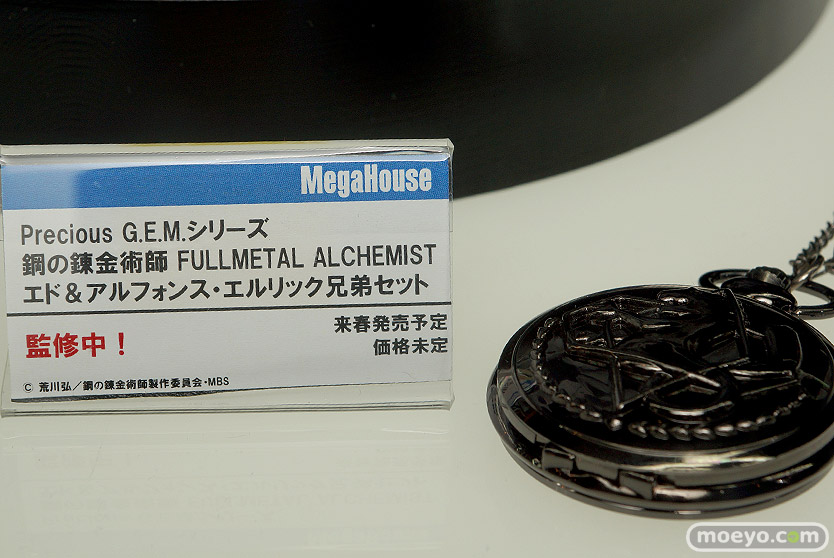 MegaHouse
Precious G.E.M.シリーズ
鋼の錬金術師 FULLMETAL ALCHEMIST
エド＆アルフォンス・エルリック兄弟セット
監修中！
来春発売予定
価格未定
© 荒川弘／鋼の錬金術師製作委員会・MBS
moeyo.com